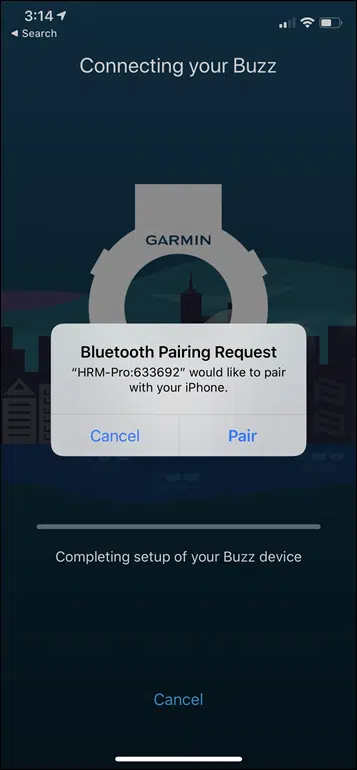 3:14
◀ Search
Connecting your Buzz
GARMIN
Bluetooth Pairing Request
“HRM-Pro:633692” would like to pair
with your iPhone.
Cancel
Pair
Completing setup of your Buzz device
Cancel